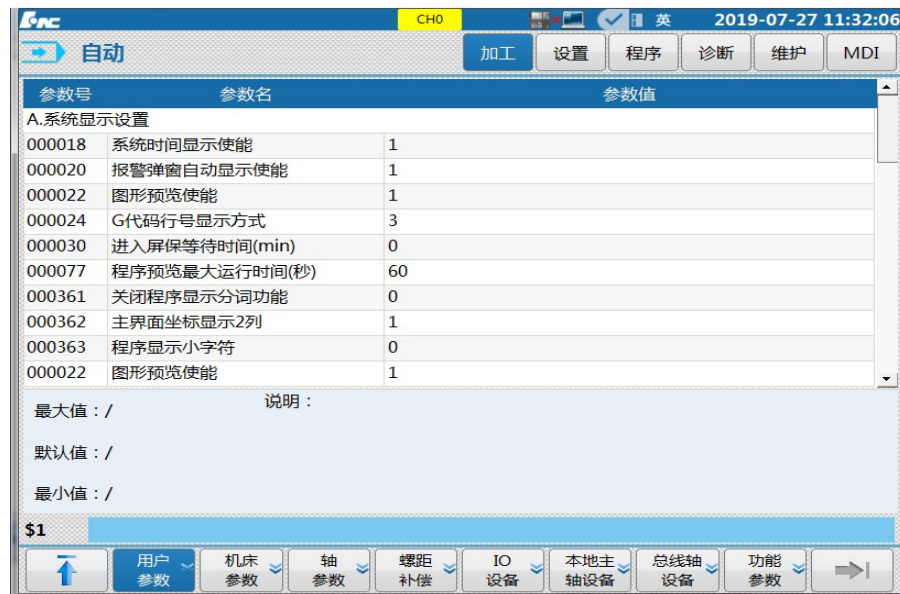 HNC CH0 英 2019-07-27 11:32:06
自动 加工 设置 程序 诊断 维护 MDI
参数号 参数名 参数值
A.系统显示设置
000018 系统时间显示使能 1
000020 报警弹窗自动显示使能 1
000022 图形预览使能 1
000024 G代码行号显示方式 3
000030 进入屏保等待时间(min) 0
000077 程序预览最大运行时间(秒) 60
000361 关闭程序显示分词功能 0
000362 主界面坐标显示2列 1
000363 程序显示小字符 0
000022 图形预览使能 1
最大值：/ 说明：
默认值：/
最小值：/
$1
用户 机床 轴 螺距 IO 本地主 总线轴 功能
参数 参数 参数 补偿 设备 轴设备 设备 参数